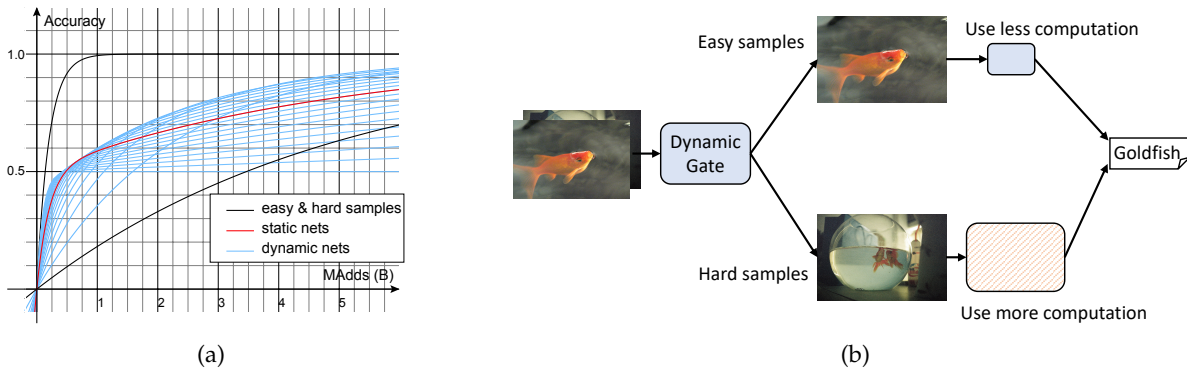 Accuracy
1.0
0.5
easy & hard samples
static nets
dynamic nets
MAdds (B)
1 2 3 4 5
(a)
Easy samples
Use less computation
Dynamic
Gate
Goldfish
Hard samples
Use more computation
(b)